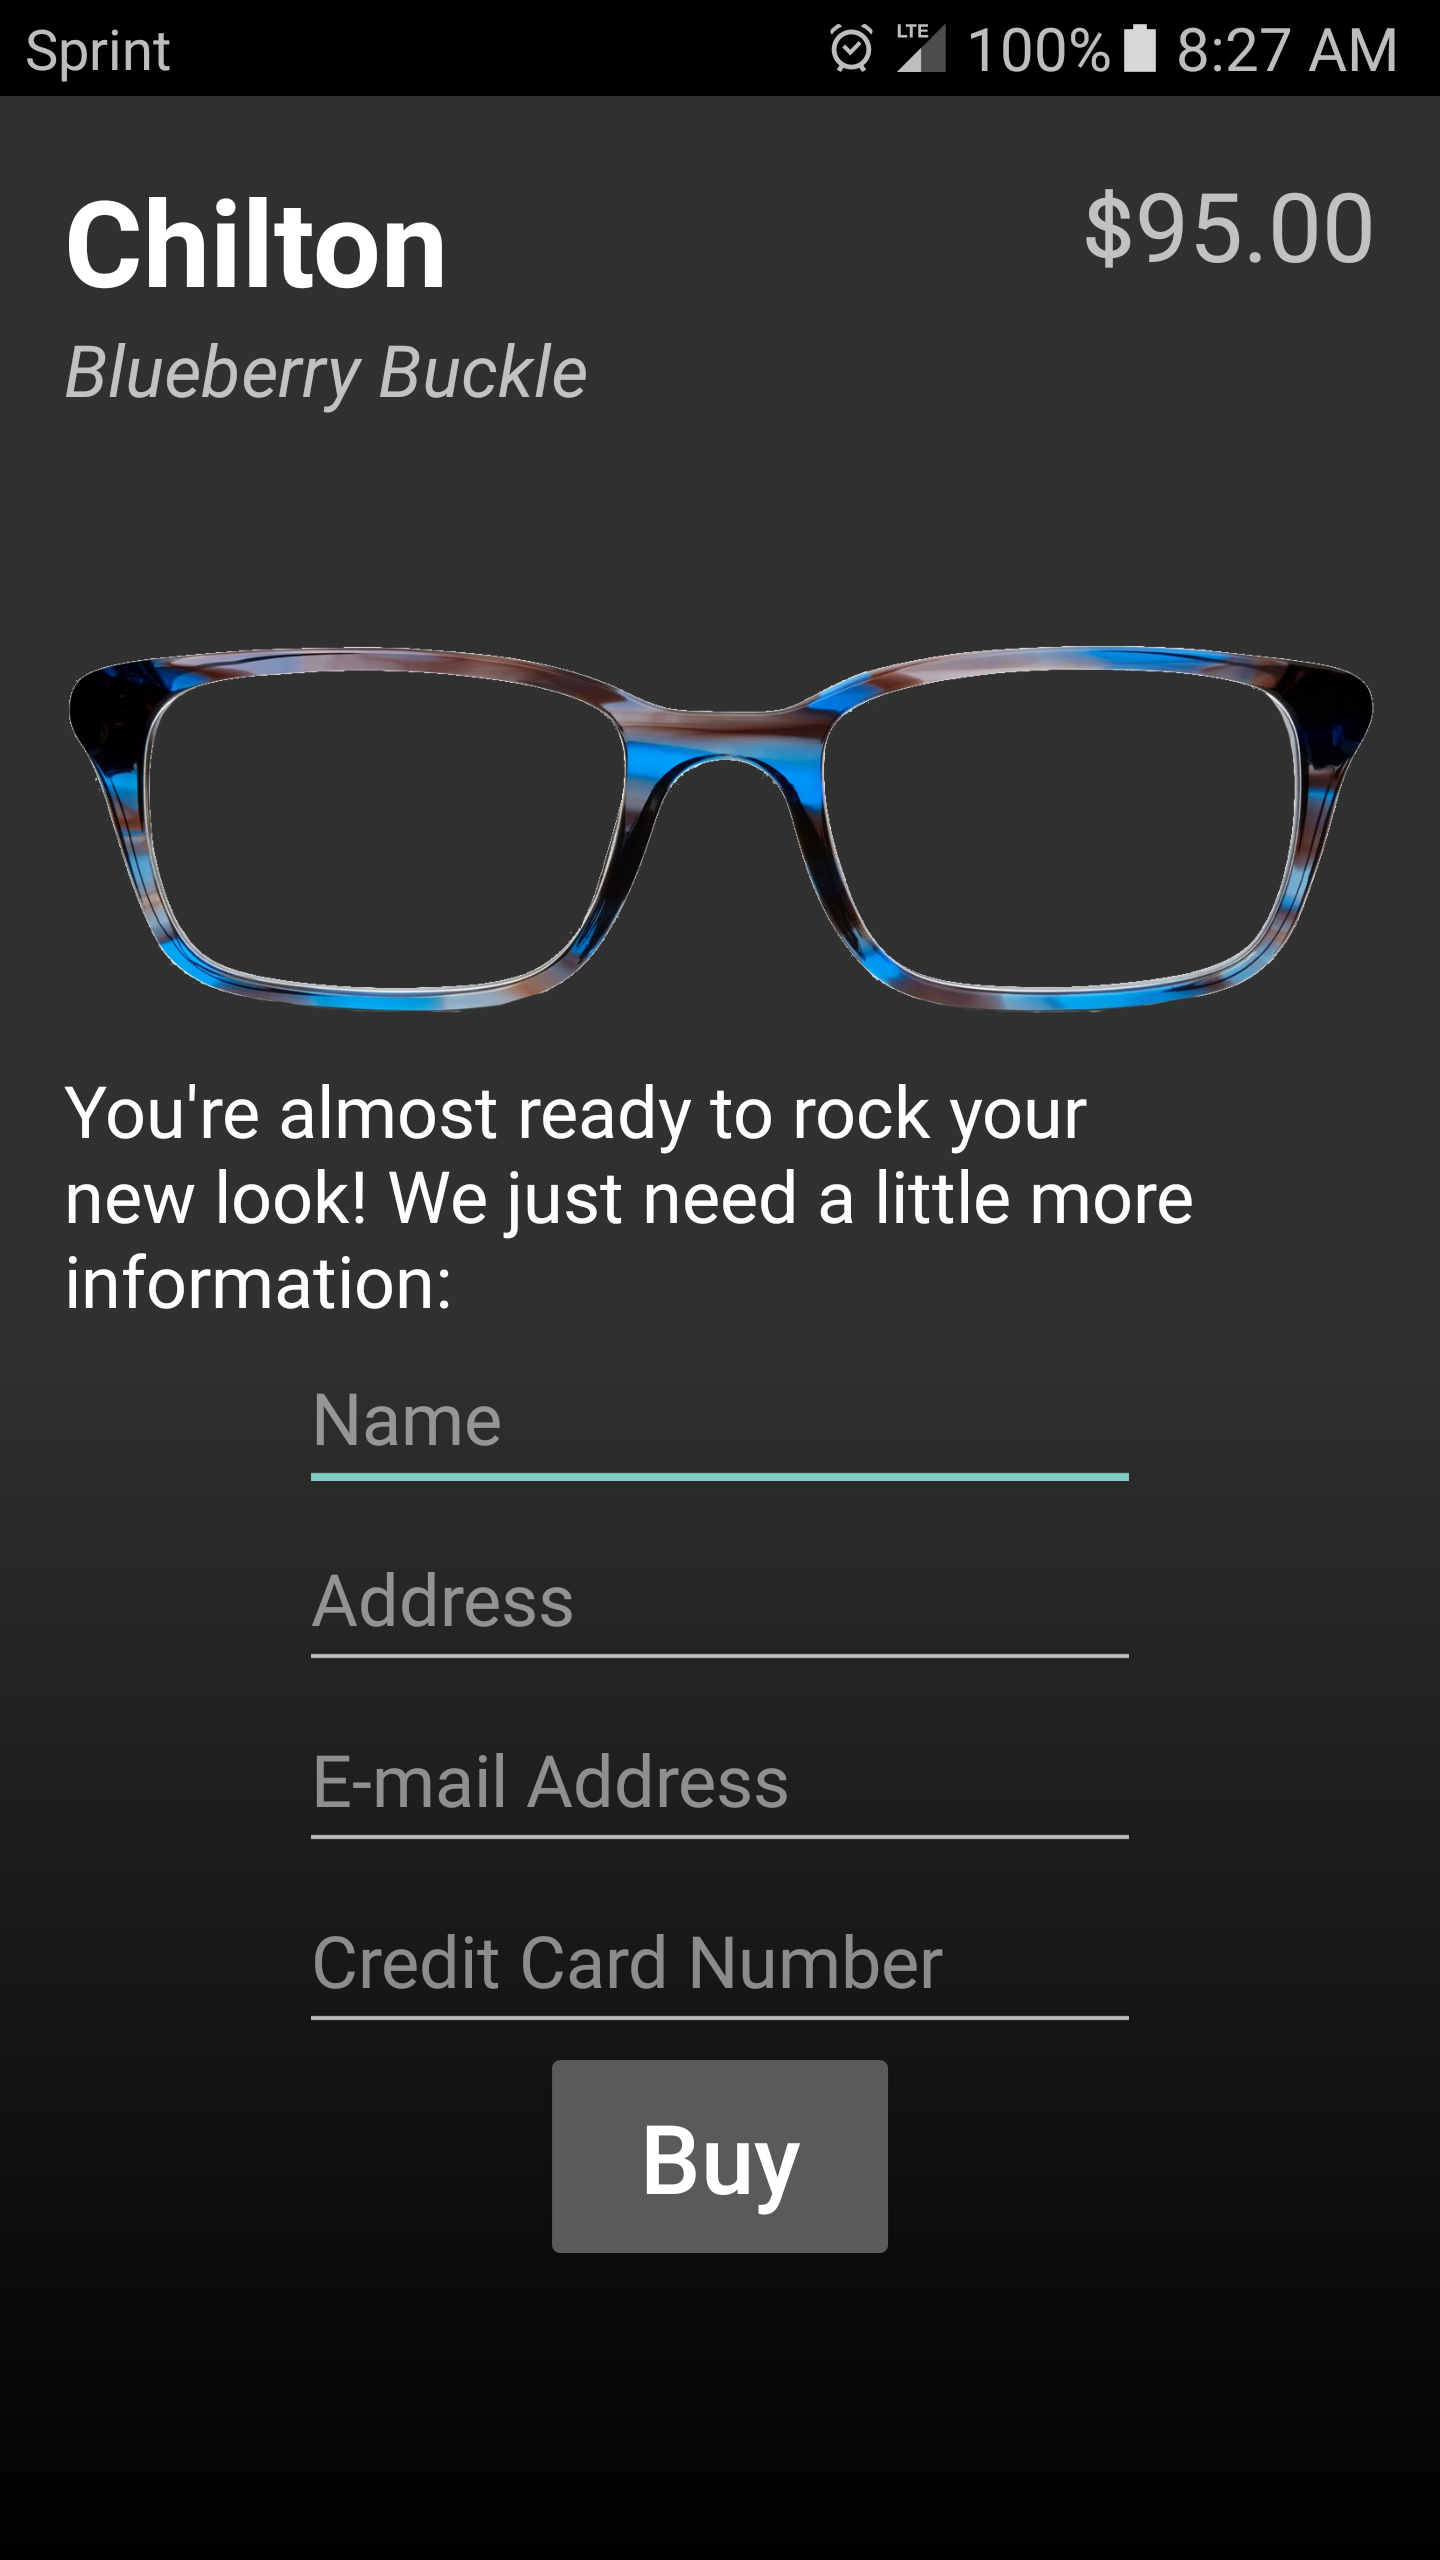 Sprint LTE 100% 8:27 AM
Chilton $95.00
Blueberry Buckle
You're almost ready to rock your
new look! We just need a little more
information:
Name
Address
E-mail Address
Credit Card Number
Buy